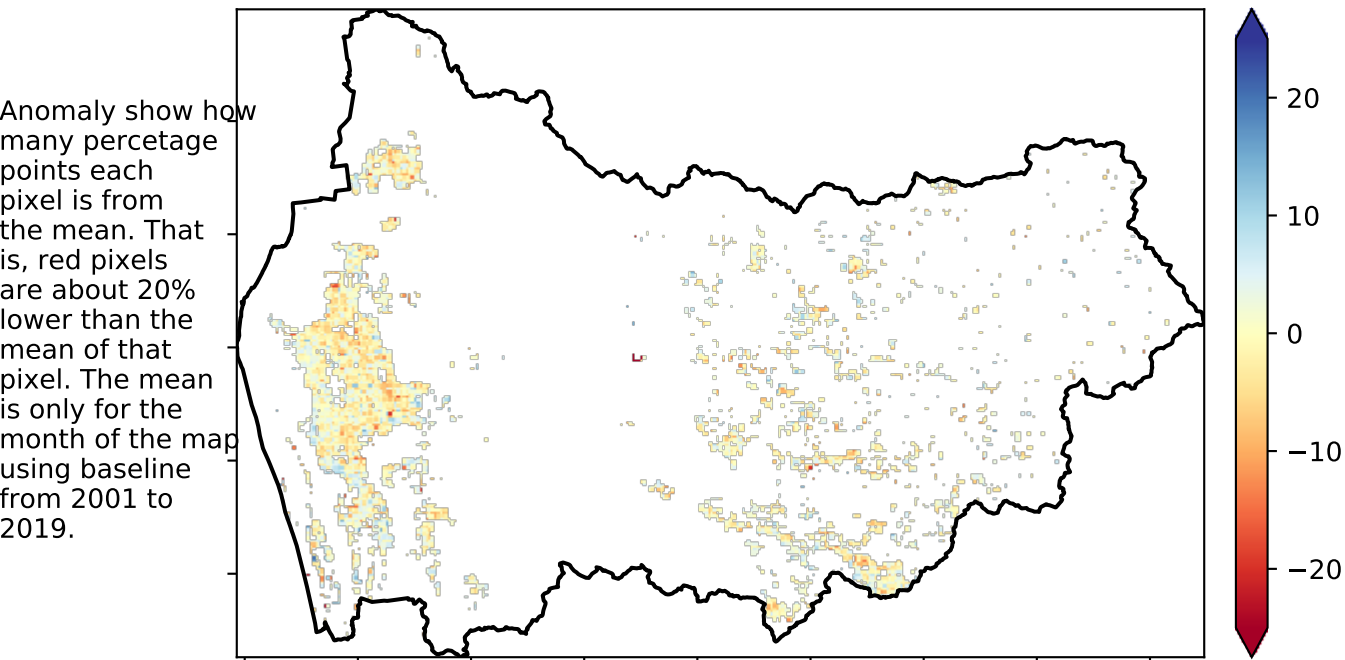 Anomaly show how
many percetage
points each
pixel is from
the mean. That
is, red pixels
are about 20%
lower than the
mean of that
pixel. The mean
is only for the
month of the map
using baseline
from 2001 to
2019.
20
10
0
−10
−20